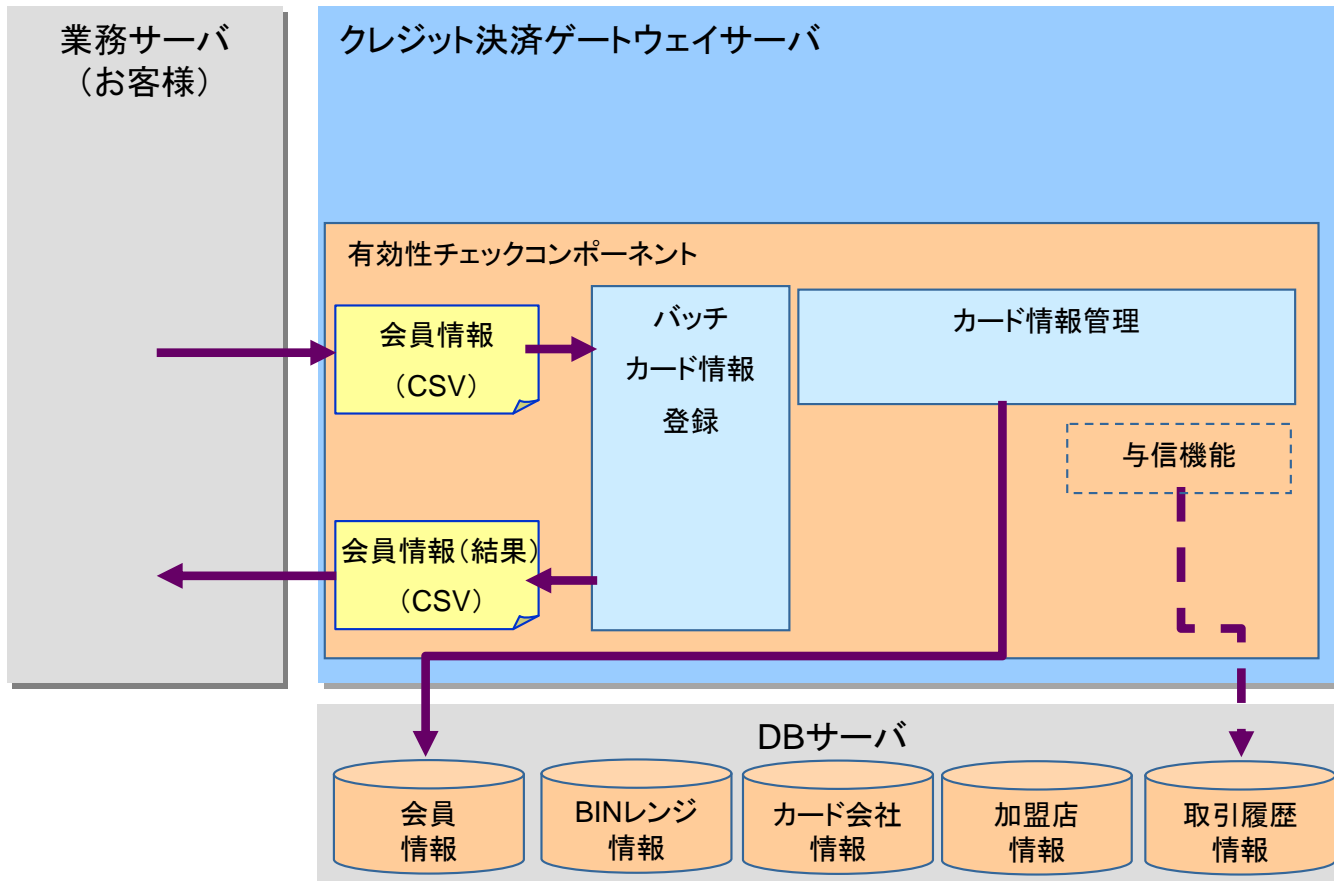 業務サーバ
（お客様）
クレジット決済ゲートウェイサーバ
有効性チェックコンポーネント
会員情報
（CSV）
バッチ
カード情報
登録
カード情報管理
与信機能
会員情報（結果）
（CSV）
DBサーバ
会員
情報
BINレンジ
情報
カード会社
情報
加盟店
情報
取引履歴
情報